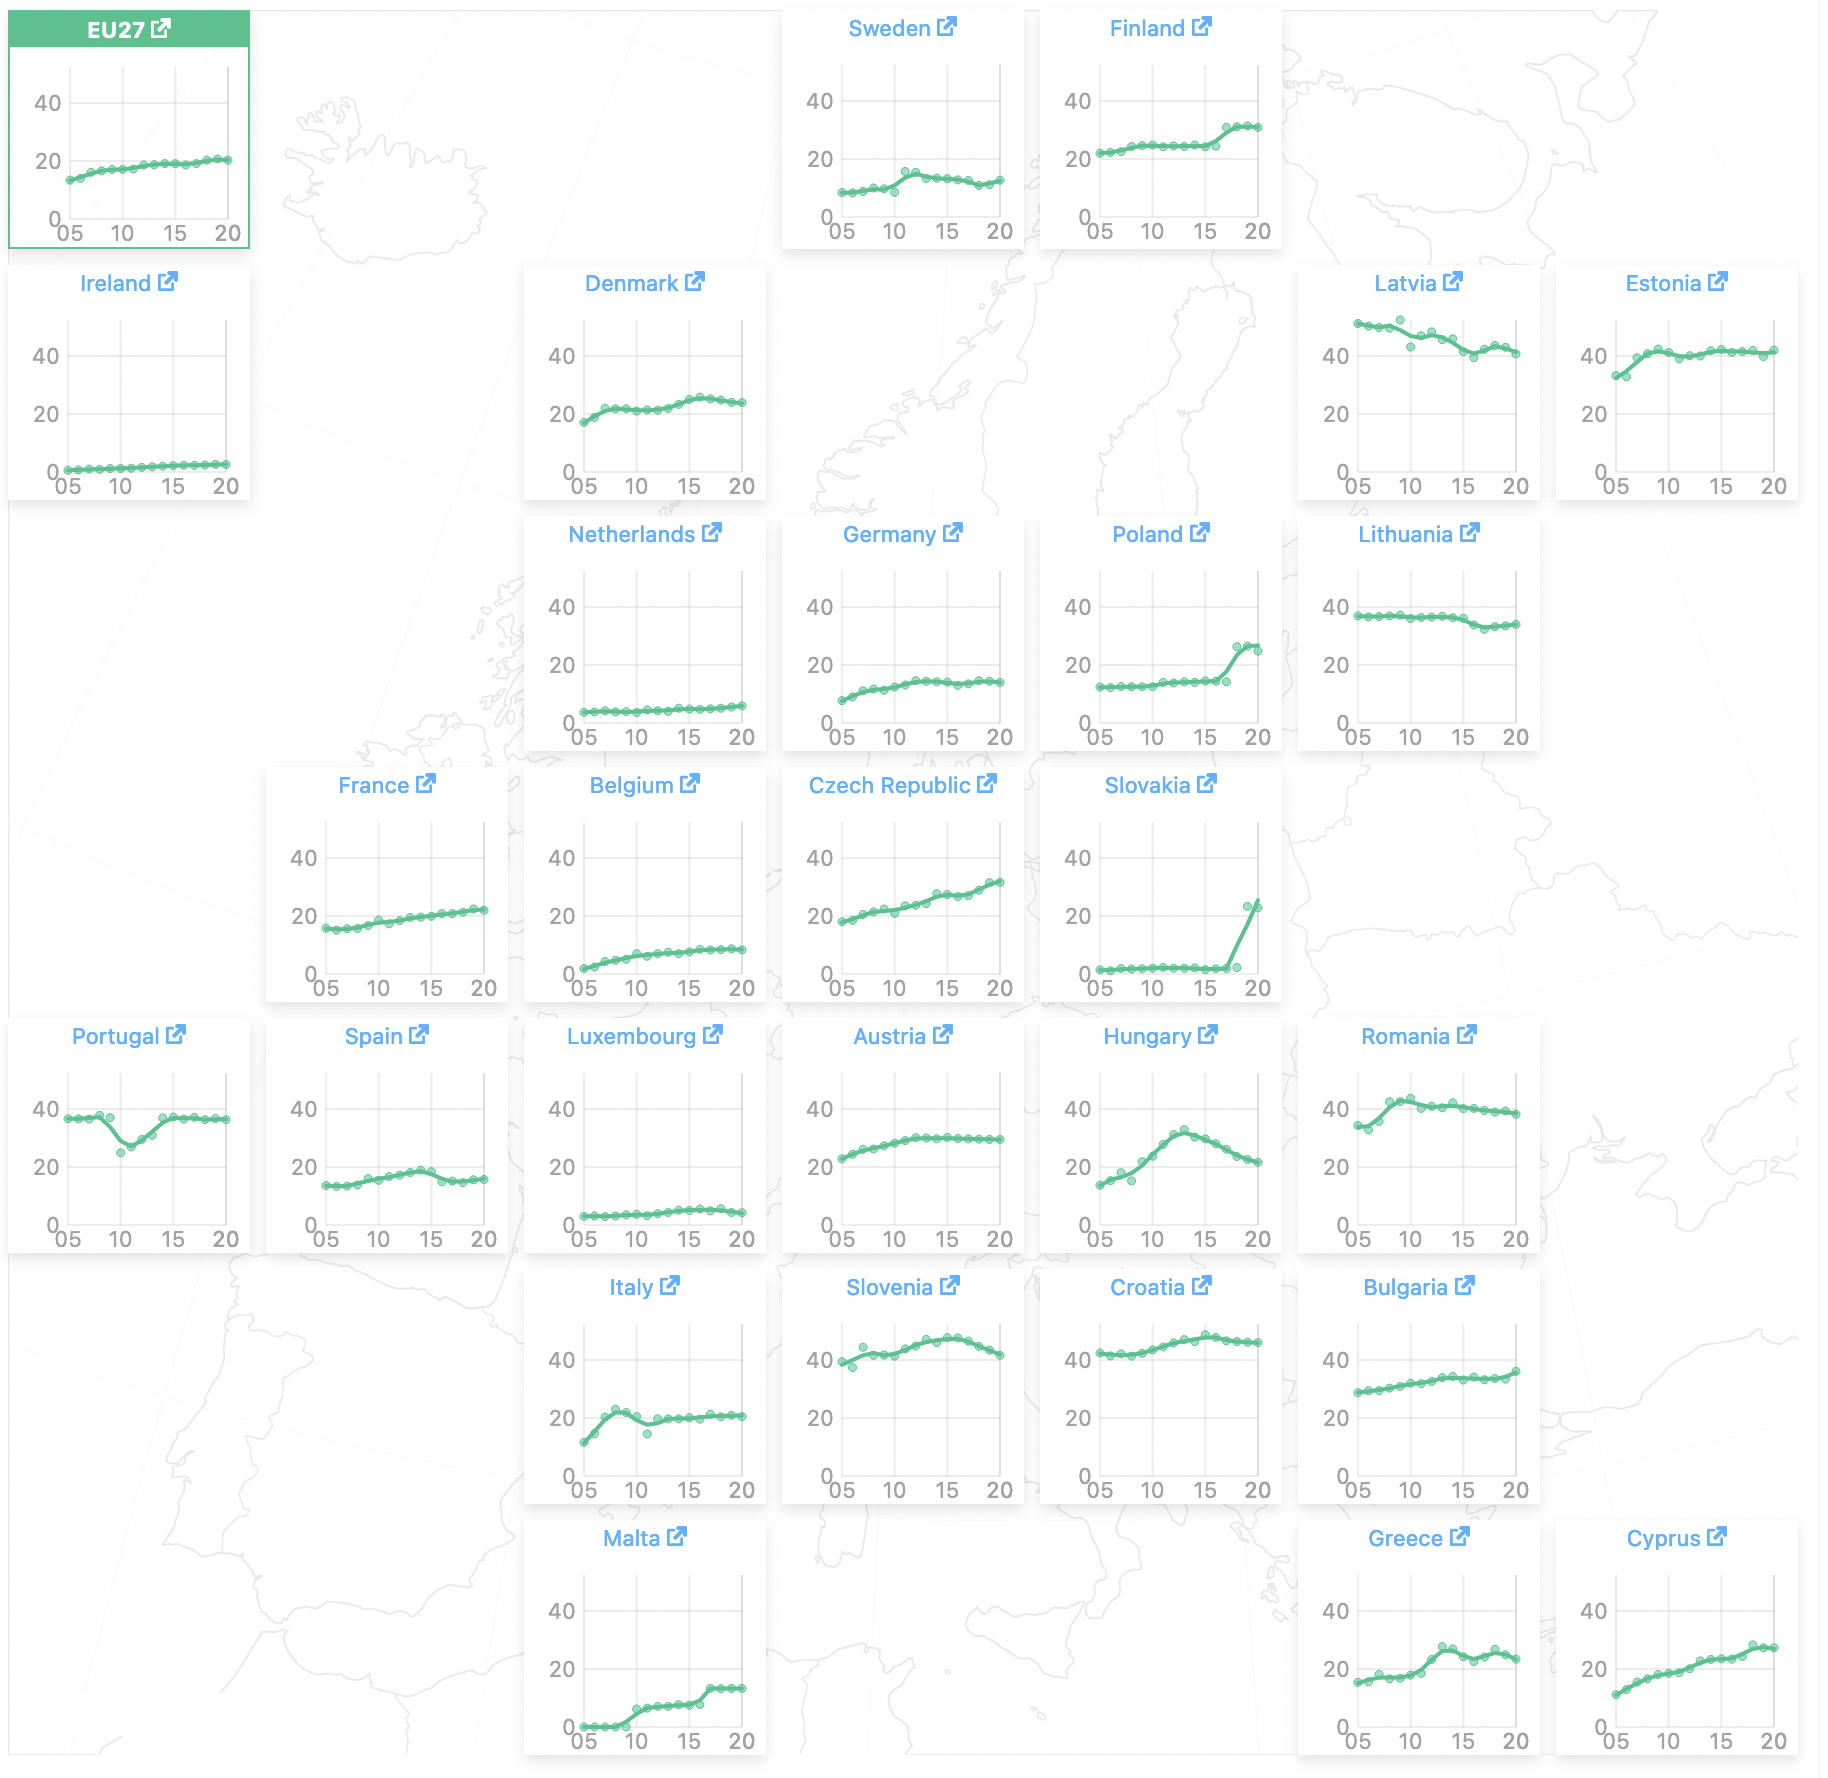 EU27
40
20
0
05 10 15 20
Sweden
40
20
0
05 10 15 20
Finland
40
20
0
05 10 15 20
Ireland
40
20
0
05 10 15 20
Denmark
40
20
0
05 10 15 20
Latvia
40
20
0
05 10 15 20
Estonia
40
20
0
05 10 15 20
Netherlands
40
20
0
05 10 15 20
Germany
40
20
0
05 10 15 20
Poland
40
20
0
05 10 15 20
Lithuania
40
20
0
05 10 15 20
France
40
20
0
05 10 15 20
Belgium
40
20
0
05 10 15 20
Czech Republic
40
20
0
05 10 15 20
Slovakia
40
20
0
05 10 15 20
Portugal
40
20
0
05 10 15 20
Spain
40
20
0
05 10 15 20
Luxembourg
40
20
0
05 10 15 20
Austria
40
20
0
05 10 15 20
Hungary
40
20
0
05 10 15 20
Romania
40
20
0
05 10 15 20
Italy
40
20
0
05 10 15 20
Slovenia
40
20
0
05 10 15 20
Croatia
40
20
0
05 10 15 20
Bulgaria
40
20
0
05 10 15 20
Malta
40
20
0
05 10 15 20
Greece
40
20
0
05 10 15 20
Cyprus
40
20
0
05 10 15 20